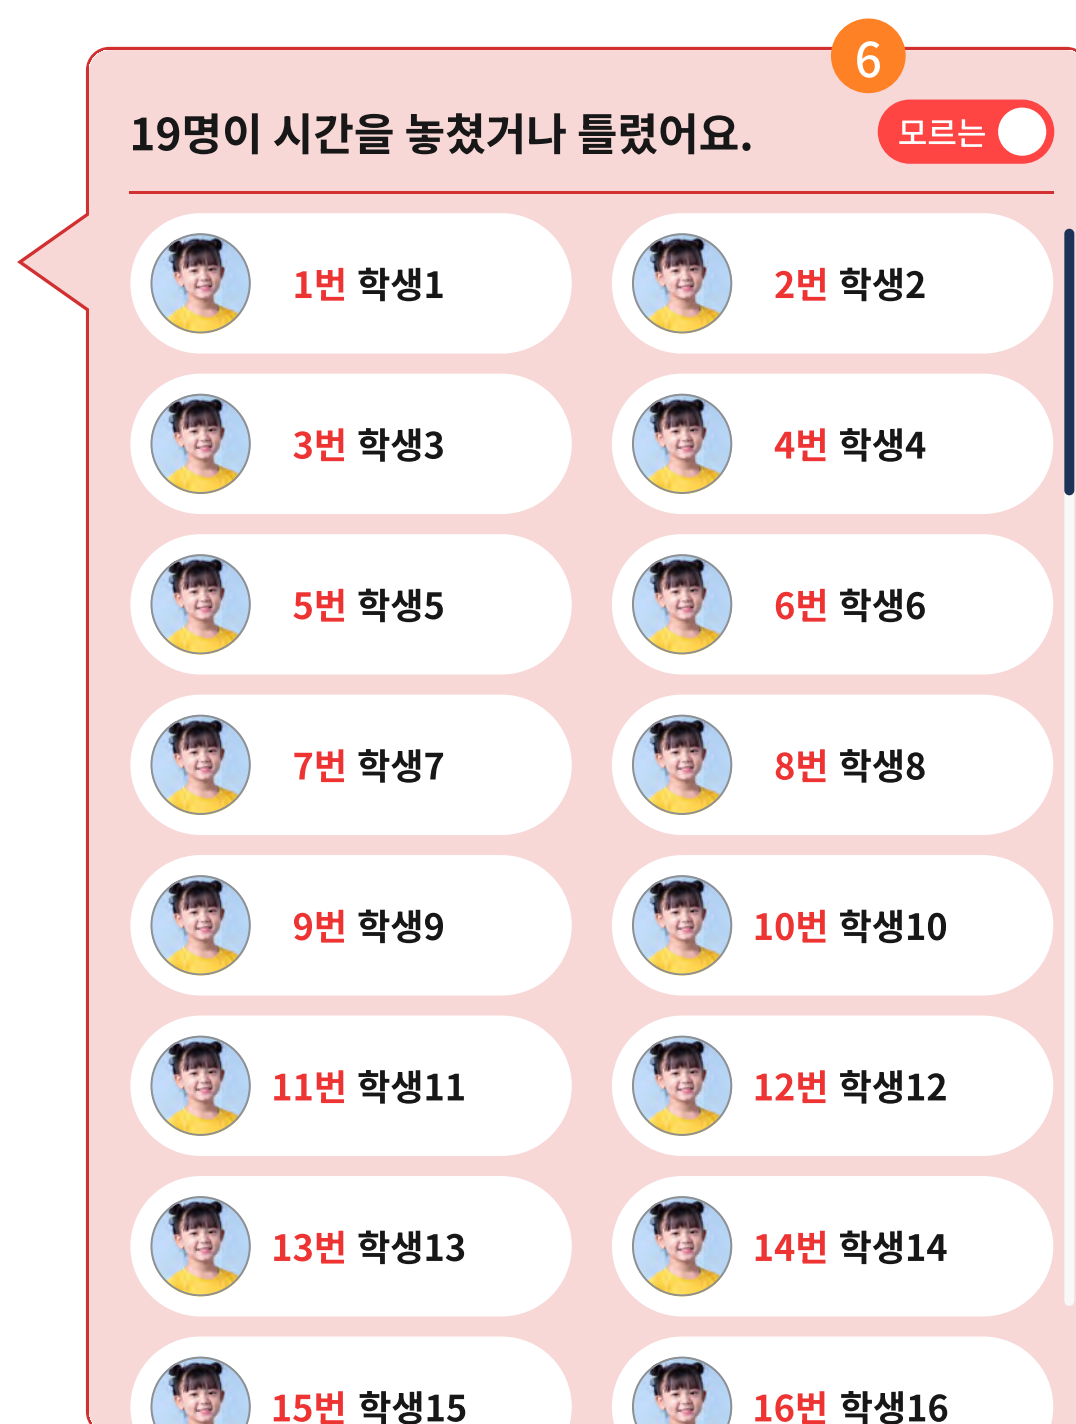 6
19명이 시간을 놓쳤거나 틀렸어요.
모르는
1번 학생1
2번 학생2
3번 학생3
4번 학생4
5번 학생5
6번 학생6
7번 학생7
8번 학생8
9번 학생9
10번 학생10
11번 학생11
12번 학생12
13번 학생13
14번 학생14
15번 학생15
16번 학생16